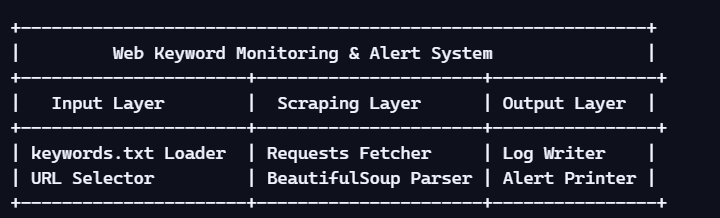 Web Keyword Monitoring & Alert System
Input Layer | Scraping Layer | Output Layer
keywords.txt Loader | Requests Fetcher | Log Writer
URL Selector | BeautifulSoup Parser | Alert Printer